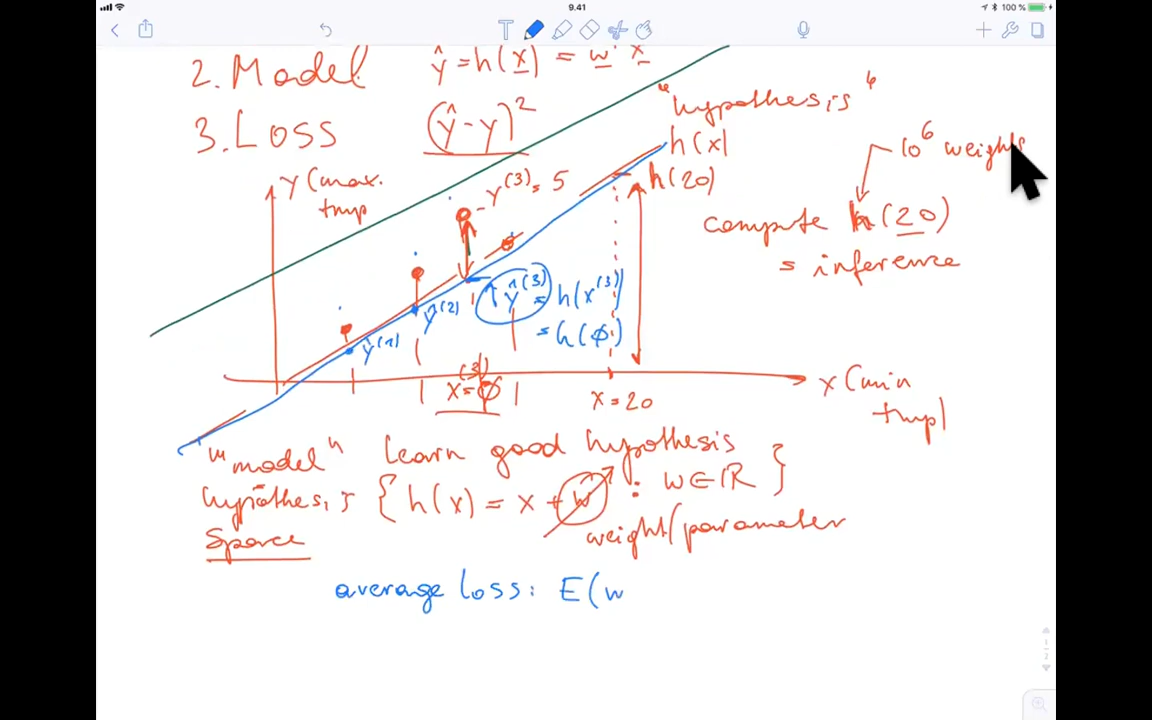 9.41
100 %
2. Model ŷ = h(x) = w' x
3. Loss (ŷ - y)²
"hypothesis"
h(x)
10⁶ weights
y (max. tmp
y⁽³⁾ = 5
h(20)
compute h(20)
= inference
ŷ⁽¹⁾
ŷ⁽²⁾
ŷ⁽³⁾ = h(x⁽³⁾)
= h(0)
x⁽³⁾ = 0
x = 20
x (min tmp)
"model" Learn good hypothesis
hypothesis { h(x) = x + w : w ∈ ℝ }
Space
weight/parameter
average loss: E(w